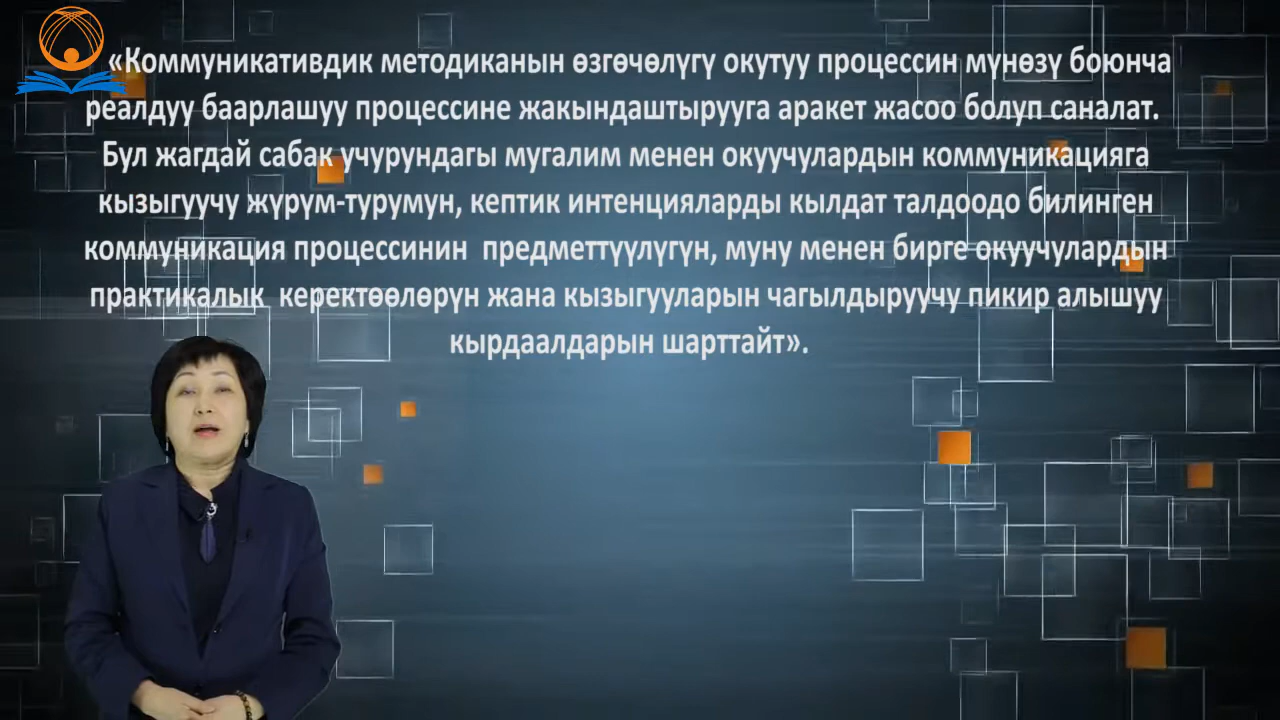 «Коммуникативдик методиканын өзгөчөлүгү окутуу процессин мүнөзү боюнча
реалдуу баарлашуу процессине жакындаштырууга аракет жасоо болуп саналат.
Бул жагдай сабак учурундагы мугалим менен окуучулардын коммуникацияга
кызыгуучу жүрүм-турумун, кептик интенцияларды кылдат талдоодо билинген
коммуникация процессинин предметтүүлүгүн, муну менен бирге окуучулардын
практикалык керектөөлөрүн жана кызыгууларын чагылдыруучу пикир алышуу
кырдаалдарын шарттайт».